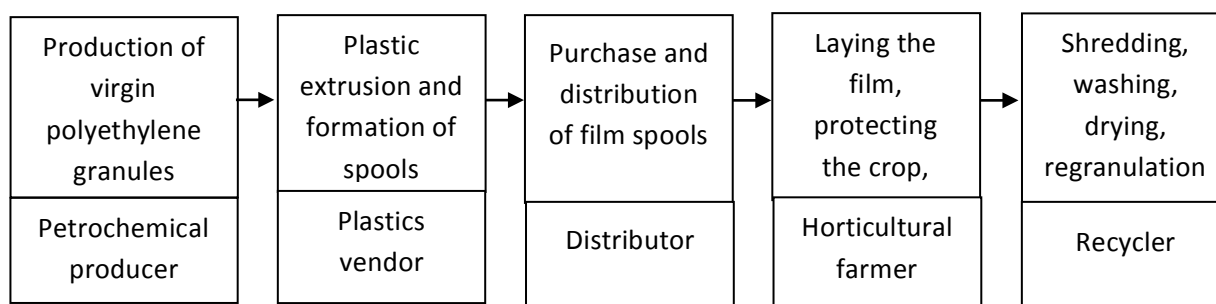 Production of
virgin
polyethylene
granules
Petrochemical
producer
Plastic
extrusion and
formation of
spools
Plastics
vendor
Purchase and
distribution
of film spools
Distributor
Laying the
film,
protecting
the crop,
Horticultural
farmer
Shredding,
washing,
drying,
regranulation
Recycler